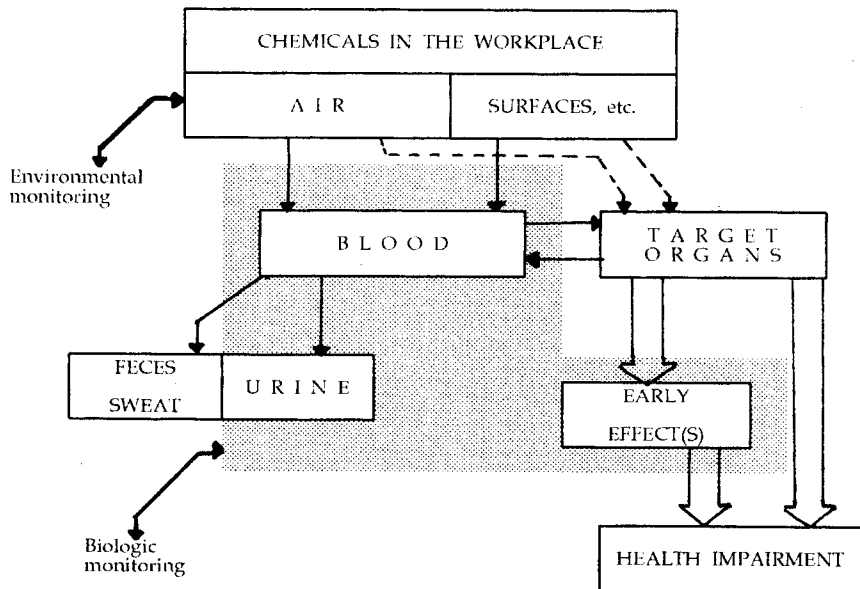 CHEMICALS IN THE WORKPLACE
AIR
SURFACES, etc.
Environmental
monitoring
BLOOD
TARGET
ORGANS
FECES
SWEAT
URINE
EARLY
EFFECT(S)
Biologic
monitoring
HEALTH IMPAIRMENT